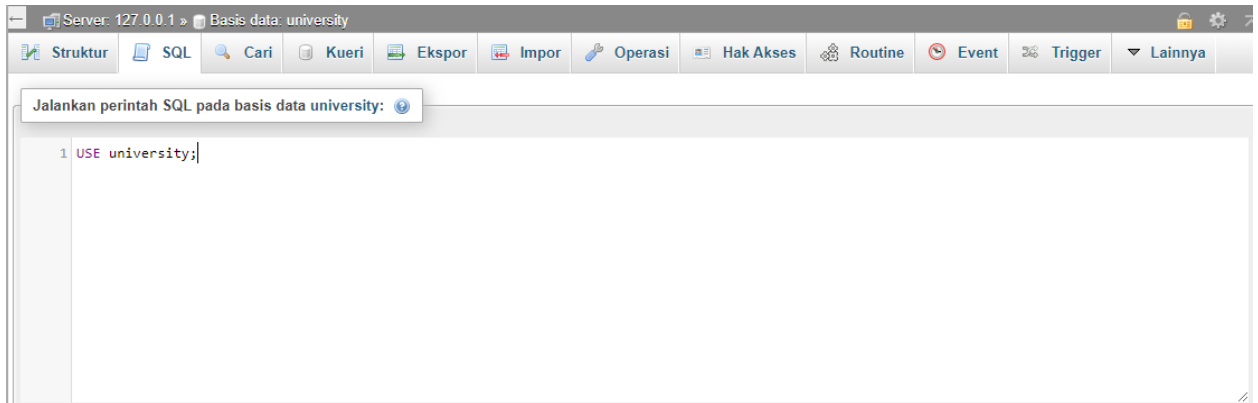 Server: 127.0.0.1 » Basis data: university
Struktur SQL Cari Kueri Ekspor Impor Operasi Hak Akses Routine Event Trigger Lainnya
Jalankan perintah SQL pada basis data university:
1 USE university;